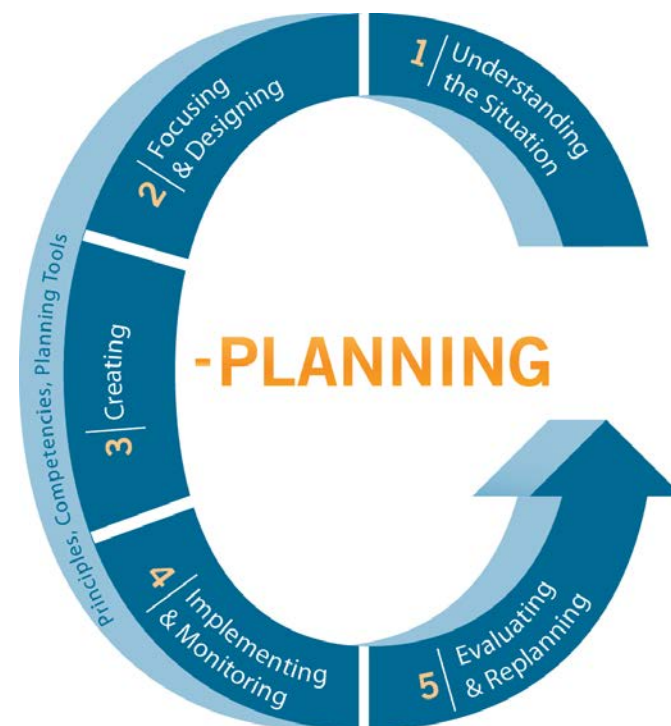 1 Understanding
the Situation
2 Focusing
& Designing
3 Creating
4 Implementing
& Monitoring
5 Evaluating
& Replanning
Principles, Competencies, Planning Tools
C-PLANNING